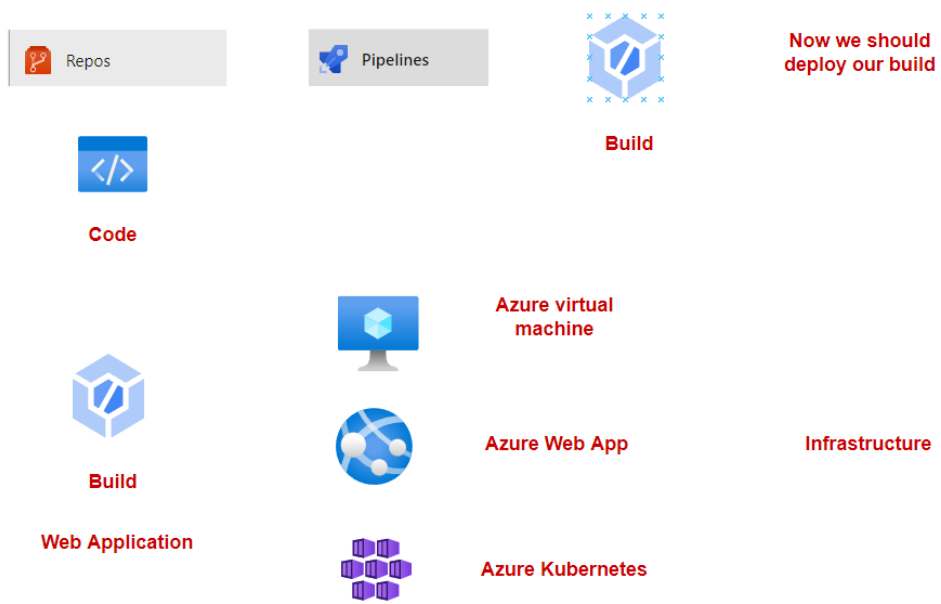 Repos
Pipelines
Now we should
deploy our build
Build
Code
Azure virtual
machine
Azure Web App
Infrastructure
Build
Web Application
Azure Kubernetes